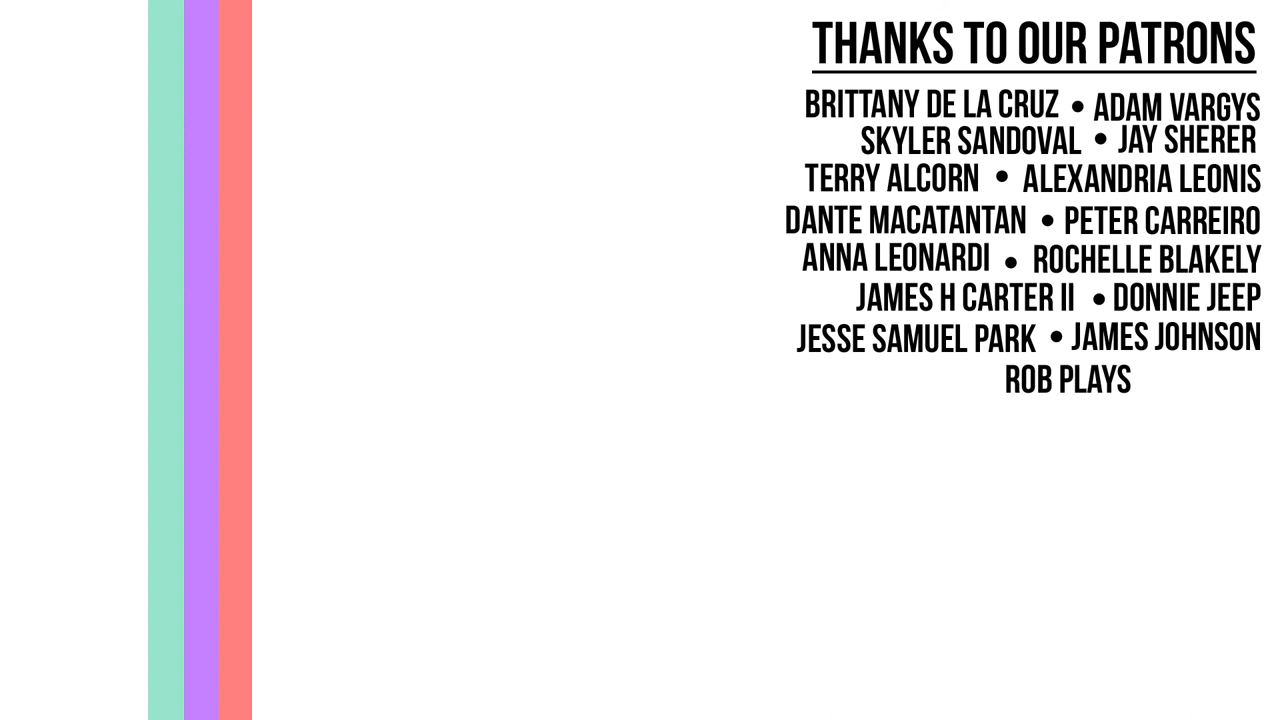 THANKS TO OUR PATRONS
BRITTANY DE LA CRUZ • ADAM VARGYS
SKYLER SANDOVAL • JAY SHERER
TERRY ALCORN • ALEXANDRIA LEONIS
DANTE MACATANTAN • PETER CARREIRO
ANNA LEONARDI • ROCHELLE BLAKELY
JAMES H CARTER II • DONNIE JEEP
JESSE SAMUEL PARK • JAMES JOHNSON
ROB PLAYS